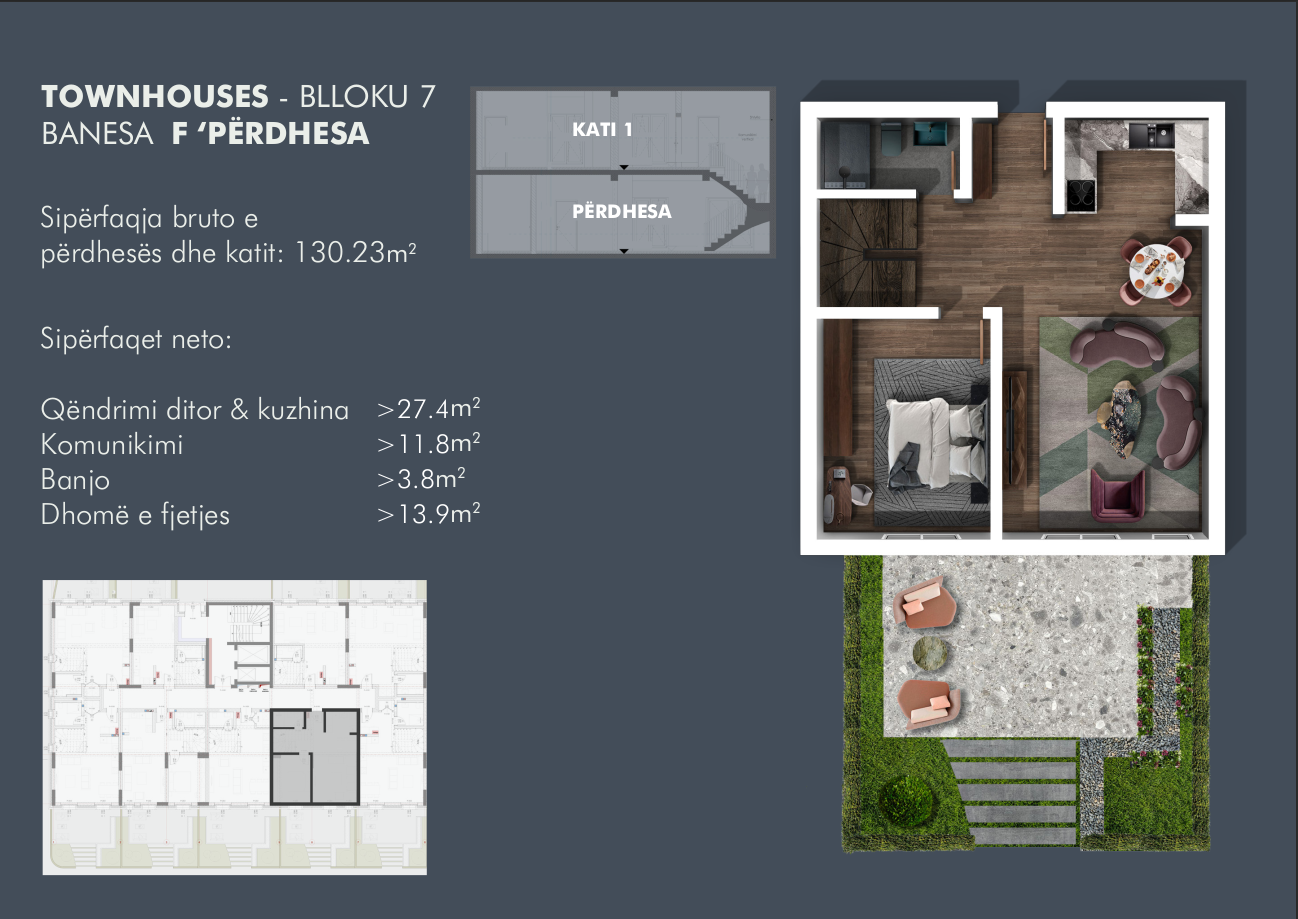 TOWNHOUSES - BLLOKU 7
BANESA F ‘PËRDHESA
Sipërfaqja bruto e
përdhesës dhe katit: 130.23m²
Sipërfaqet neto:
Qëndrimi ditor & kuzhina >27.4m²
Komunikimi >11.8m²
Banjo >3.8m²
Dhomë e fjetjes >13.9m²
KATI 1
PËRDHESA